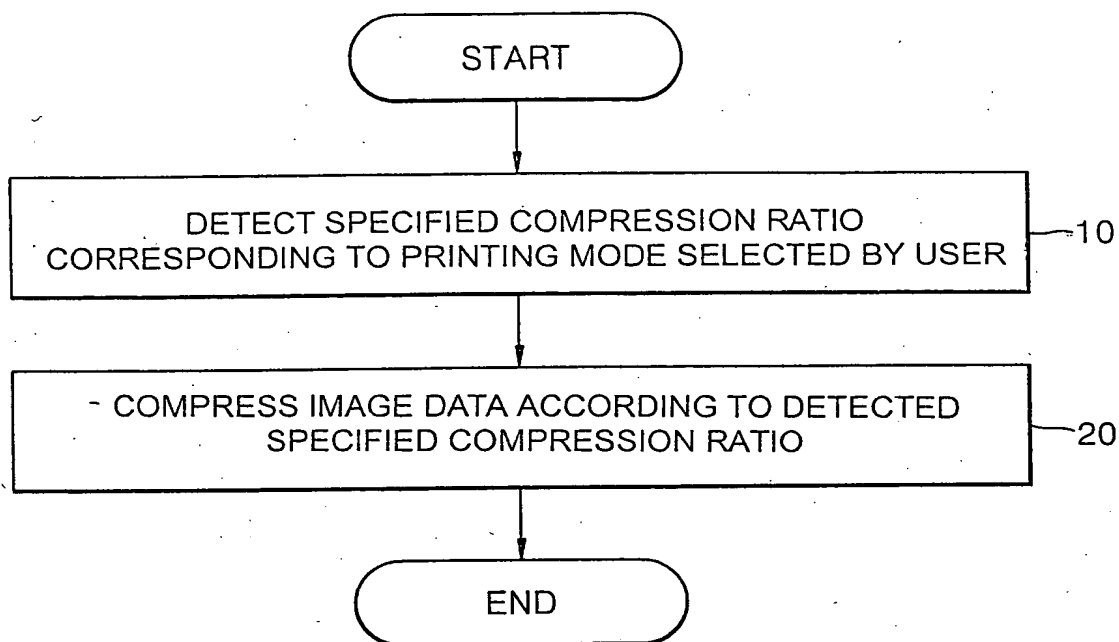 START
DETECT SPECIFIED COMPRESSION RATIO
CORRESPONDING TO PRINTING MODE SELECTED BY USER
10
COMPRESS IMAGE DATA ACCORDING TO DETECTED
SPECIFIED COMPRESSION RATIO
20
END